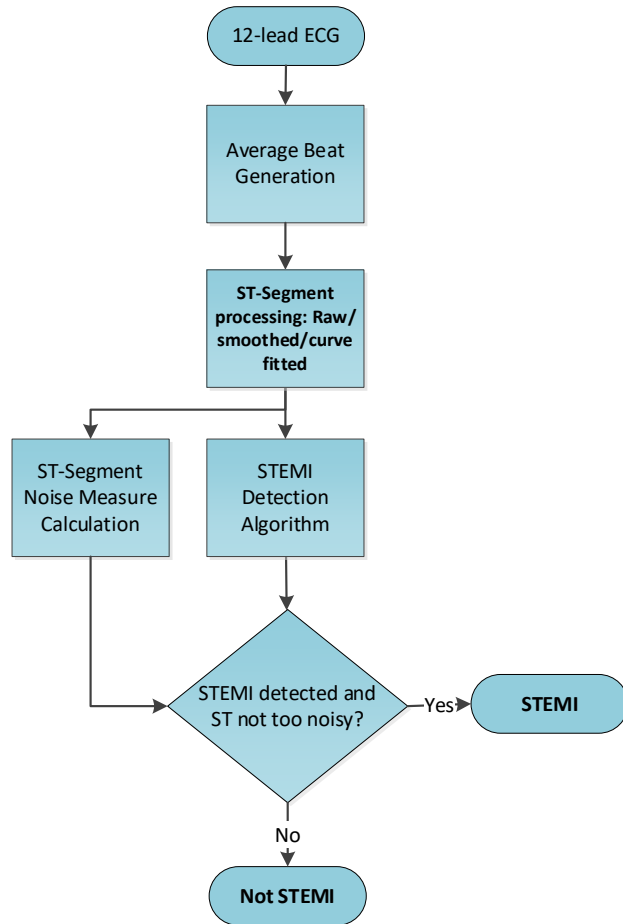 12-lead ECG
Average Beat
Generation
ST-Segment
processing: Raw/
smoothed/curve
fitted
ST-Segment
Noise Measure
Calculation
STEMI
Detection
Algorithm
STEMI detected and
ST not too noisy?
Yes
STEMI
No
Not STEMI